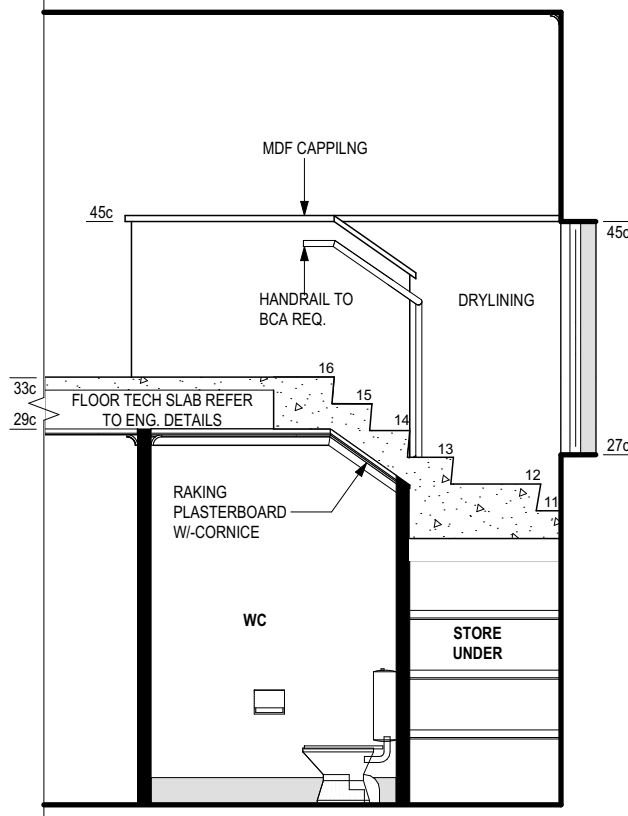 MDF CAPPILNG
45c
45c
HANDRAIL TO
BCA REQ.
DRYLINING
16
33c
FLOOR TECH SLAB REFER
TO ENG. DETAILS
29c
15
14
13
27c
12
11
RAKING
PLASTERBOARD
W/-CORNICE
WC
STORE
UNDER